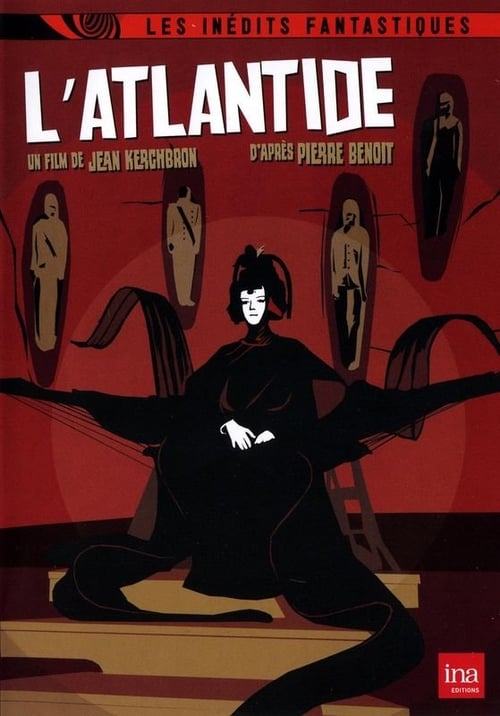 LES INÉDITS FANTASTIQUES
L'ATLANTIDE
UN FILM DE JEAN KERCHBRON D'APRÈS PIERRE BENOIT
ina
EDITIONS